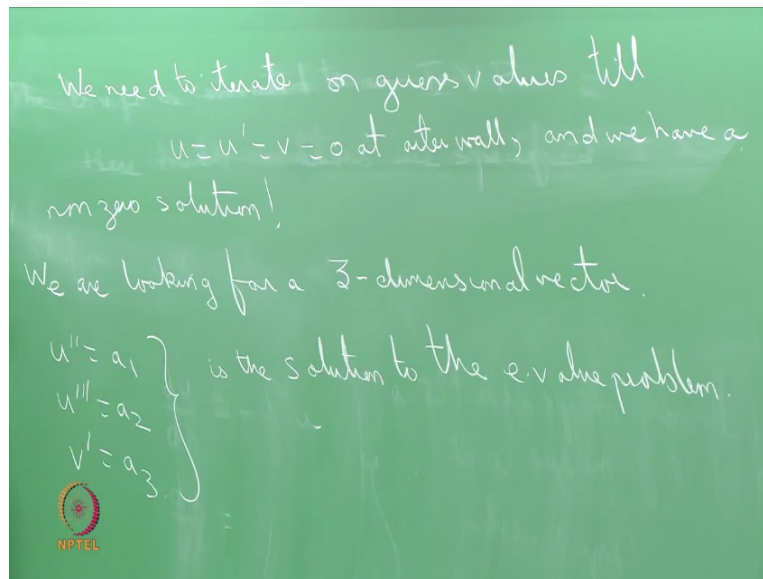 We need to iterate on guess values till
u = u' = v = 0 at outer wall, and we have a
non zero solution!
We are looking for a 3-dimensional vector.
u'' = a1 } is the solution to the e.value problem.
u''' = a2
v' = a3.
=
NPTEL